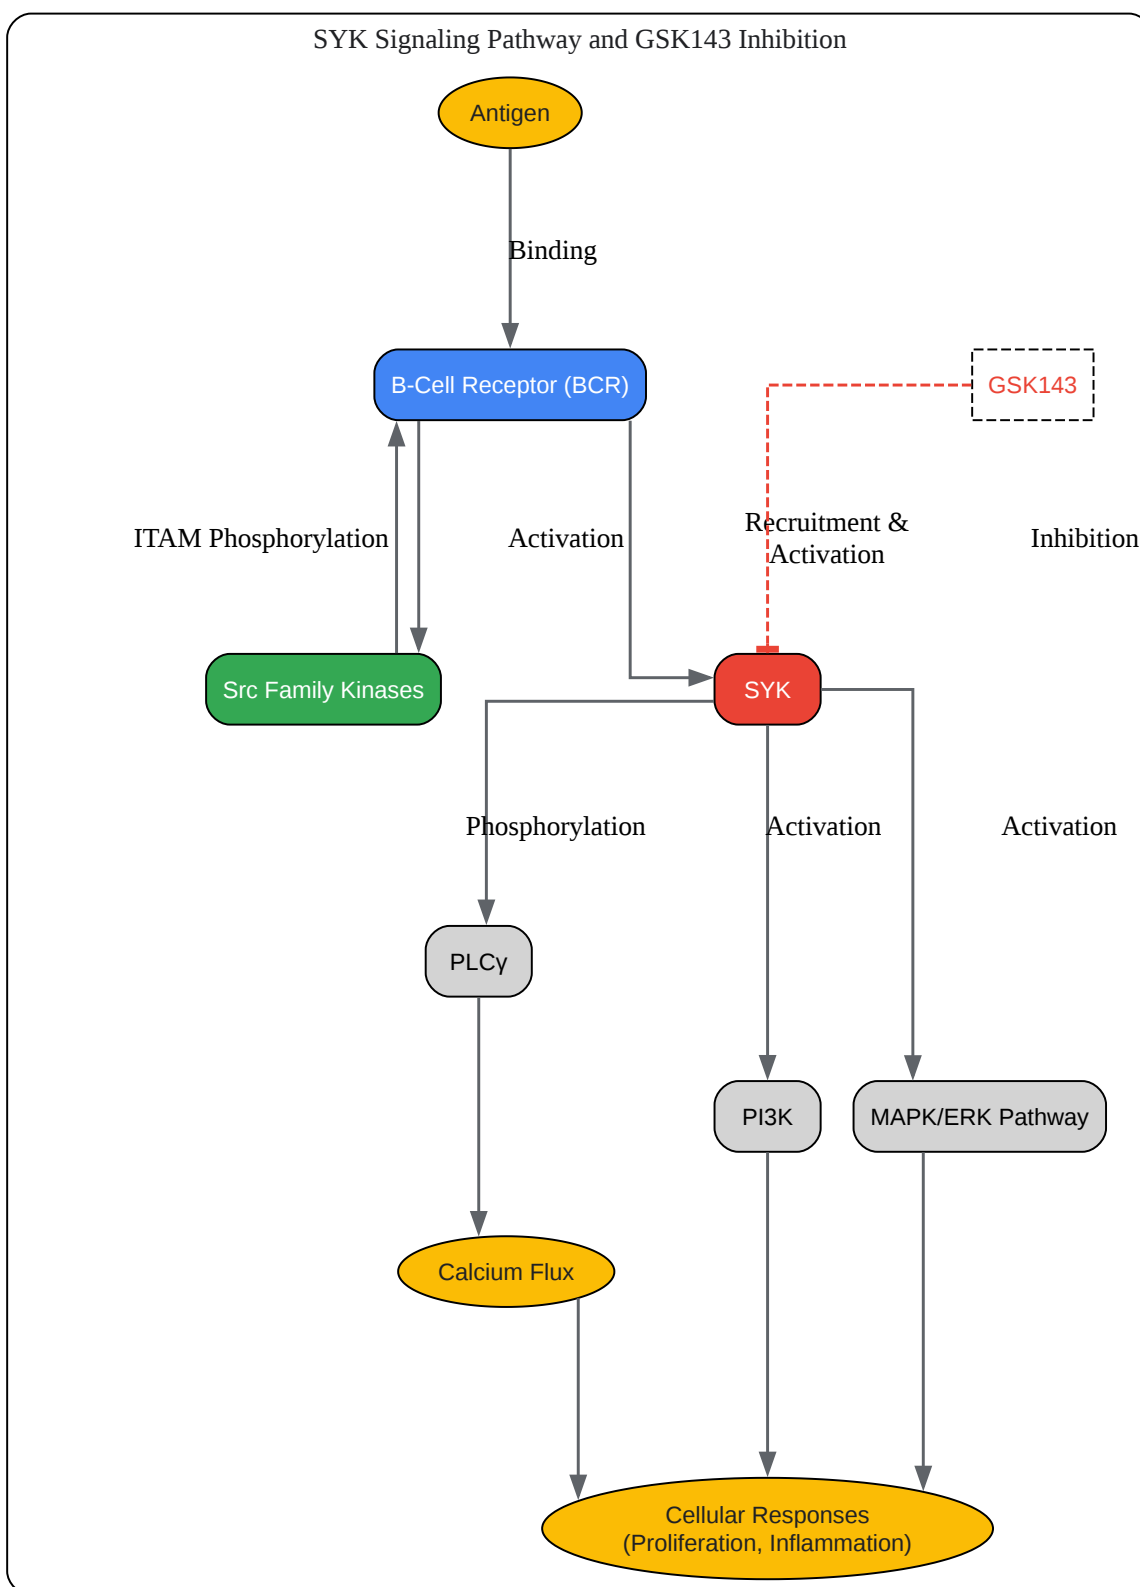 SYK Signaling Pathway and GSK143 Inhibition
Antigen
Binding
B-Cell Receptor (BCR)
GSK143
ITAM Phosphorylation
Activation
Recruitment &
Activation
Inhibition
Src Family Kinases
SYK
Phosphorylation
Activation
Activation
PLCγ
PI3K
MAPK/ERK Pathway
Calcium Flux
Cellular Responses
(Proliferation, Inflammation)